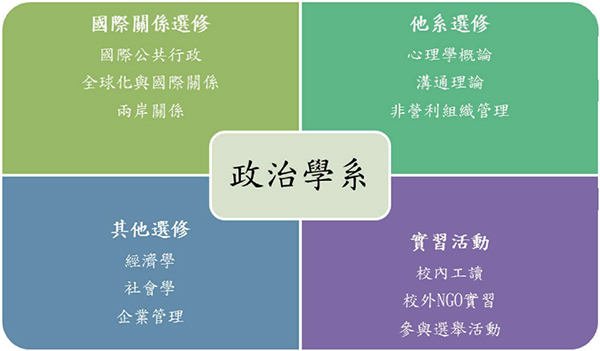 國際關係選修
國際公共行政
全球化與國際關係
兩岸關係
他系選修
心理學概論
溝通理論
非營利組織管理
政治學系
其他選修
經濟學
社會學
企業管理
實習活動
校內工讀
校外NGO實習
參與選舉活動